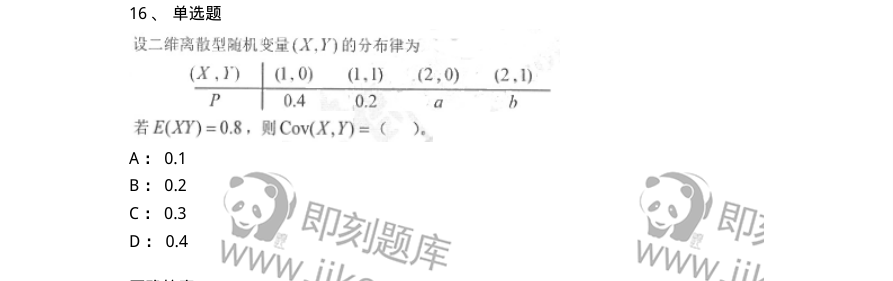 16 、 单选题
设二维离散型随机变量(X,Y)的分布律为
(X ,Y) (1,0) (1,1) (2,0) (2,1)
P 0.4 0.2 a b
若 E(XY)=0.8，则Cov(X,Y)=（ ）。
A： 0.1
B： 0.2
C： 0.3
D： 0.4
即刻题库
www.jik
即刻
www.jij